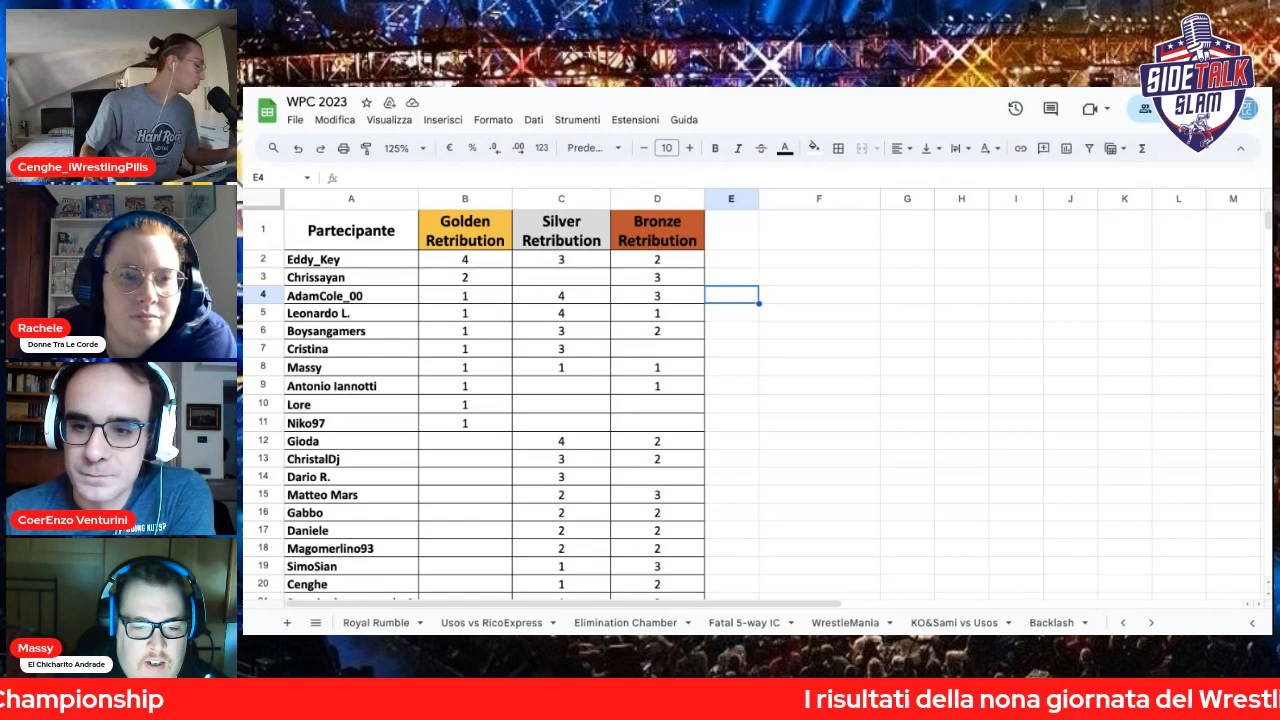 SIDETALK
SLAM
WPC 2023
File Modifica Visualizza Inserisci Formato Dati Strumenti Estensioni Guida
125% € % .0 .00 123 Prede... − 10 + B I S A Σ
E4 fx
A B C D E F G H I J K L M
1 Partecipante Golden Retribution Silver Retribution Bronze Retribution
2 Eddy_Key 4 3 2
3 Chrissayan 2 3
4 AdamCole_00 1 4 3
5 Leonardo L. 1 4 1
6 Boysangamers 1 3 2
7 Cristina 1 3
8 Massy 1 1 1
9 Antonio Iannotti 1 1
10 Lore 1
11 Niko97 1
12 Gioda 4 2
13 ChristalDj 3 2
14 Dario R. 3
15 Matteo Mars 2 3
16 Gabbo 2 2
17 Daniele 2 2
18 Magomerlino93 2 2
19 SimoSian 1 3
20 Cenghe 1 2
+ Royal Rumble Usos vs RicoExpress Elimination Chamber Fatal 5-way IC WrestleMania KO&Sami vs Usos Backlash
Hard Rock
Cenghe_iWrestlingPills
Rachele
Donne Tra Le Corde
CoerEnzo Venturini
Massy
El Chicharito Andrade
Championship
I risultati della nona giornata del Wrestli